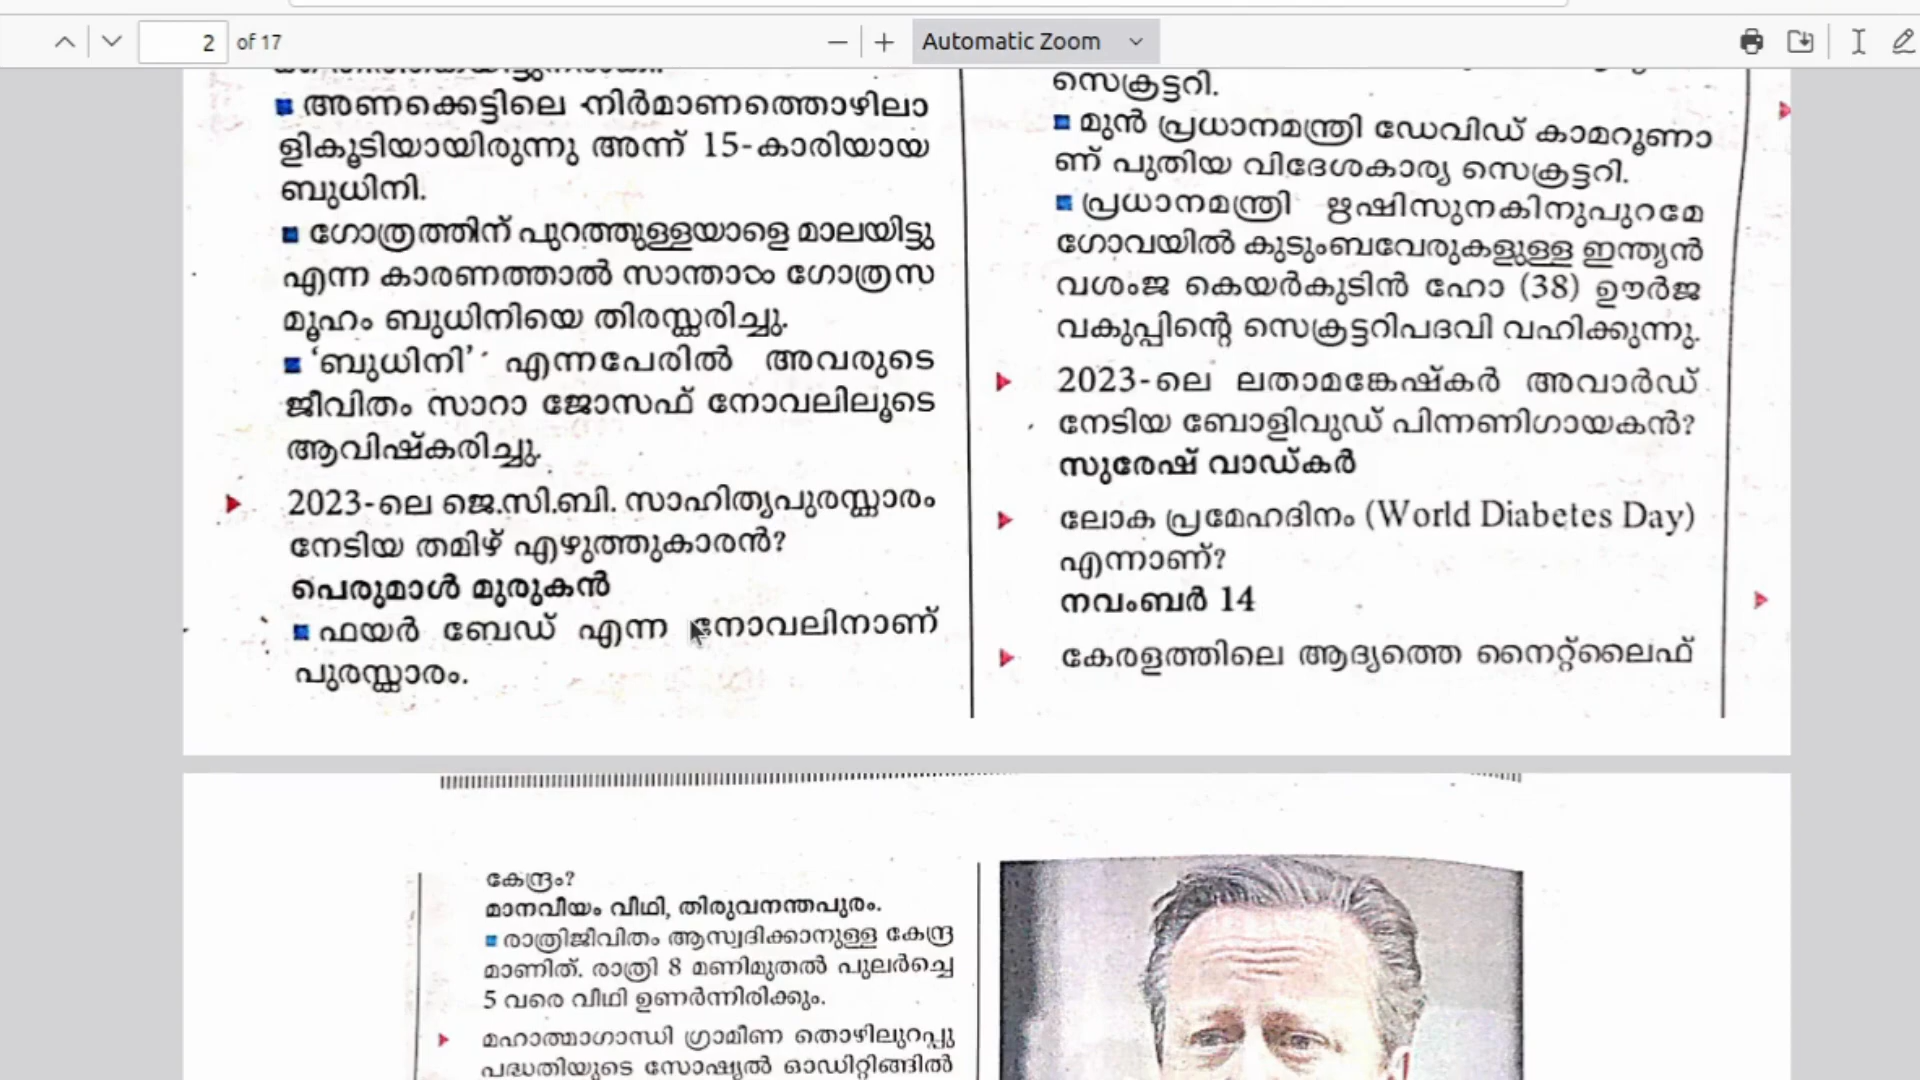 2 of 17
Automatic Zoom
അണക്കെട്ടിലെ നിർമാണത്തൊഴിലാ
ളികൂടിയായിരുന്നു അന്ന് 15-കാരിയായ
ബുധിനി.
ഗോത്രത്തിന് പുറത്തുള്ളയാളെ മാലയിട്ടു
എന്ന കാരണത്താൽ സാന്താറം ഗോത്രസ
മൂഹം ബുധിനിയെ തിരസ്കരിച്ചു.
'ബുധിനി' എന്നപേരിൽ അവരുടെ
ജീവിതം സാറാ ജോസഫ് നോവലിലൂടെ
ആവിഷ്കരിച്ചു.
2023-ലെ ജെ.സി.ബി. സാഹിത്യപുരസ്കാരം
നേടിയ തമിഴ് എഴുത്തുകാരൻ?
പെരുമാൾ മുരുകൻ
ഫയർ ബേഡ് എന്ന നോവലിനാണ്
പുരസ്കാരം.
സെക്രട്ടറി.
മുൻ പ്രധാനമന്ത്രി ഡേവിഡ് കാമറൂണാ
ണ് പുതിയ വിദേശകാര്യ സെക്രട്ടറി.
പ്രധാനമന്ത്രി ഋഷിസുനകിനുപുറമേ
ഗോവയിൽ കുടുംബവേരുകളുള്ള ഇന്ത്യൻ
വശംജ കെയർകുടിൻ ഹോ (38) ഊർജ
വകുപ്പിന്റെ സെക്രട്ടറിപദവി വഹിക്കുന്നു.
2023-ലെ ലതാമങ്കേഷ്കർ അവാർഡ്
നേടിയ ബോളിവുഡ് പിന്നണിഗായകൻ?
സുരേഷ് വാഡ്കർ
ലോക പ്രമേഹദിനം (World Diabetes Day)
എന്നാണ്?
നവംബർ 14
കേരളത്തിലെ ആദ്യത്തെ നൈറ്റ്‌ലൈഫ്
കേന്ദ്രം?
മാനവീയം വീഥി, തിരുവനന്തപുരം.
രാത്രിജീവിതം ആസ്വദിക്കാനുള്ള കേന്ദ്ര
മാണിത്. രാത്രി 8 മണിമുതൽ പുലർച്ചെ
5 വരെ വീഥി ഉണർന്നിരിക്കും.
മഹാത്മാഗാന്ധി ഗ്രാമീണ തൊഴിലുറപ്പു
പദ്ധതിയുടെ സോഷ്യൽ ഓഡിറ്റിങ്ങിൽ